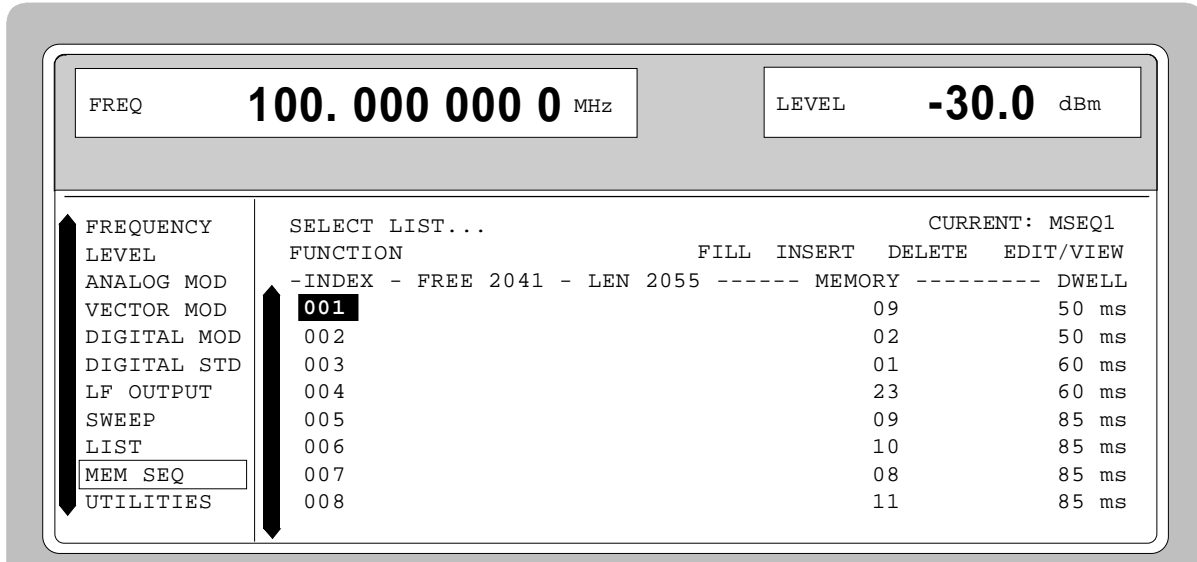 FREQ 100. 000 000 0 MHz LEVEL -30.0 dBm
FREQUENCY
LEVEL
ANALOG MOD
VECTOR MOD
DIGITAL MOD
DIGITAL STD
LF OUTPUT
SWEEP
LIST
MEM SEQ
UTILITIES
SELECT LIST... CURRENT: MSEQ1
FUNCTION FILL INSERT DELETE EDIT/VIEW
-INDEX - FREE 2041 - LEN 2055 ------ MEMORY --------- DWELL
001 09 50 ms
002 02 50 ms
003 01 60 ms
004 23 60 ms
005 09 85 ms
006 10 85 ms
007 08 85 ms
008 11 85 ms